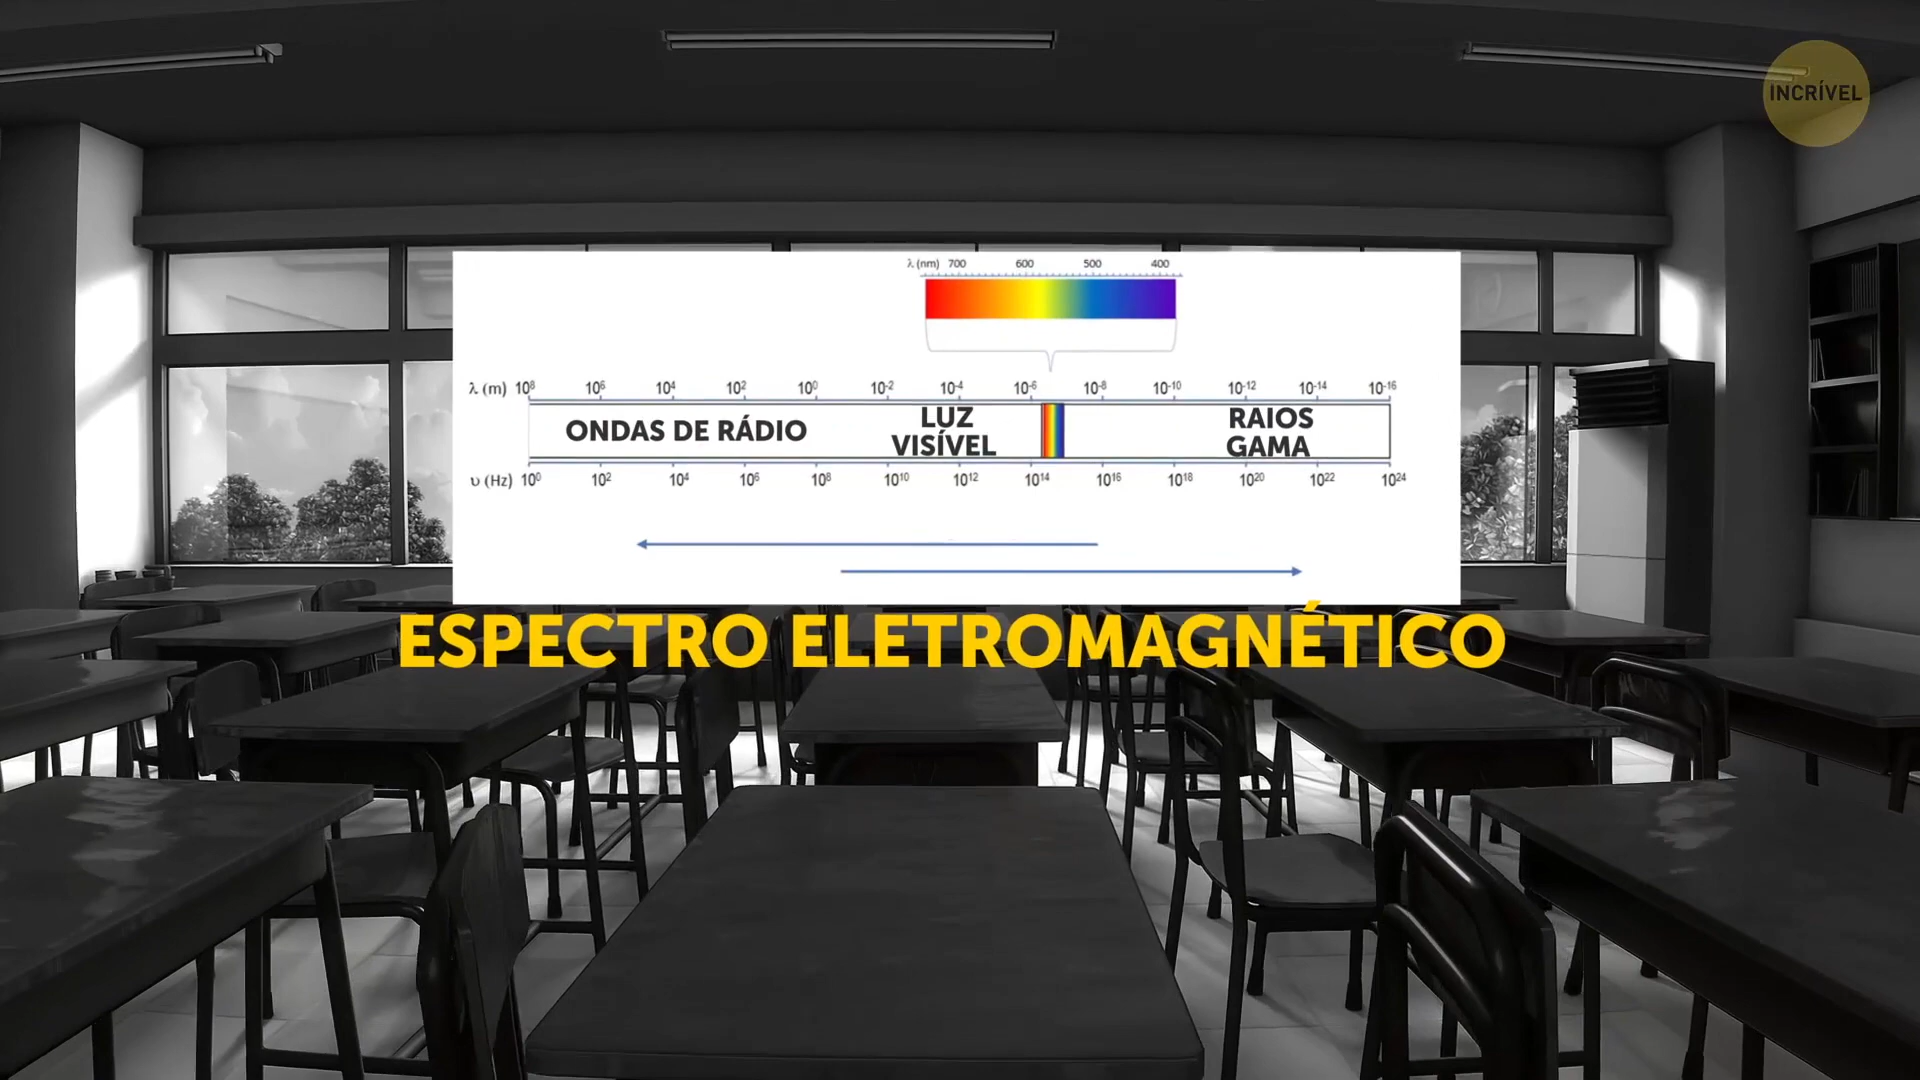 INCRÍVEL
λ (nm) 700 600 500 400
λ (m) 10⁸ 10⁶ 10⁴ 10² 10⁰ 10⁻² 10⁻⁴ 10⁻⁶ 10⁻⁸ 10⁻¹⁰ 10⁻¹² 10⁻¹⁴ 10⁻¹⁶
ONDAS DE RÁDIO
LUZ
VISÍVEL
RAIOS
GAMA
υ (Hz) 10⁰ 10² 10⁴ 10⁶ 10⁸ 10¹⁰ 10¹² 10¹⁴ 10¹⁶ 10¹⁸ 10²⁰ 10²² 10²⁴
ESPECTRO ELETROMAGNÉTICO